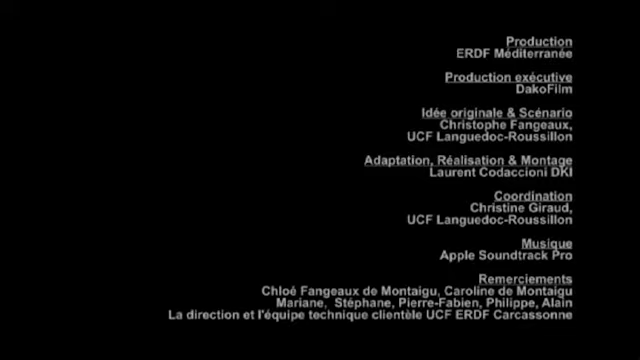 Production
ERDF Méditerranée
Production exécutive
DakoFilm
Idée originale & Scénario
Christophe Fangeaux,
UCF Languedoc-Roussillon
Adaptation, Réalisation & Montage
Laurent Codaccioni DKI
Coordination
Christine Giraud,
UCF Languedoc-Roussillon
Musique
Apple Soundtrack Pro
Remerciements
Chloé Fangeaux de Montaigu, Caroline de Montaigu
Mariane, Stéphane, Pierre-Fabien, Philippe, Alain
La direction et l'équipe technique clientèle UCF ERDF Carcassonne